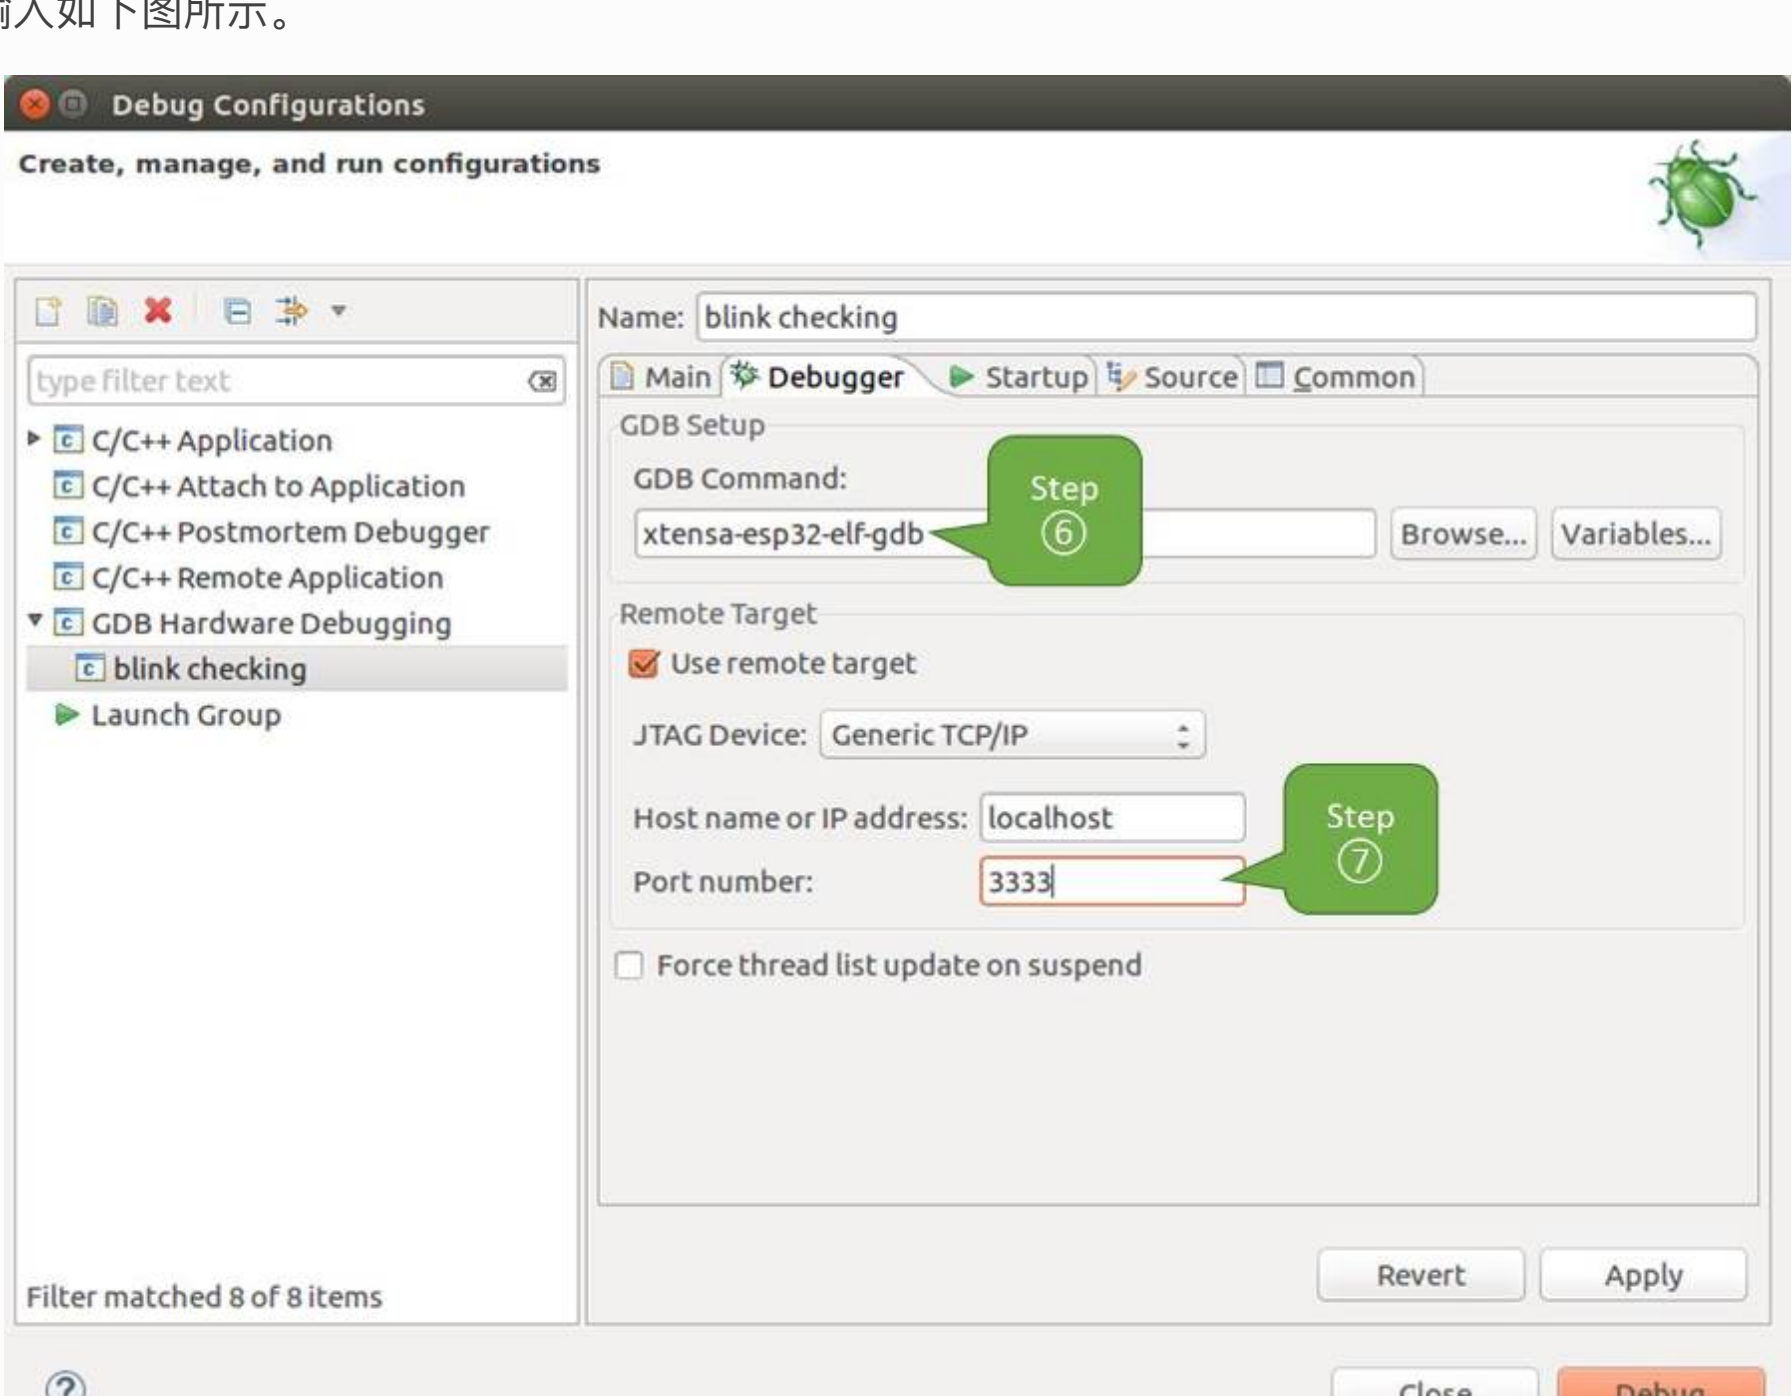 输入如下图所示。
Debug Configurations
Create, manage, and run configurations
Name: blink checking
type filter text
Main Debugger Startup Source Common
C/C++ Application
C/C++ Attach to Application
C/C++ Postmortem Debugger
C/C++ Remote Application
GDB Hardware Debugging
blink checking
Launch Group
Filter matched 8 of 8 items
GDB Setup
GDB Command:
xtensa-esp32-elf-gdb
Step
⑥
Browse... Variables...
Remote Target
Use remote target
JTAG Device: Generic TCP/IP
Host name or IP address: localhost
Port number: 3333
Step
⑦
Force thread list update on suspend
Revert Apply
Close Debug